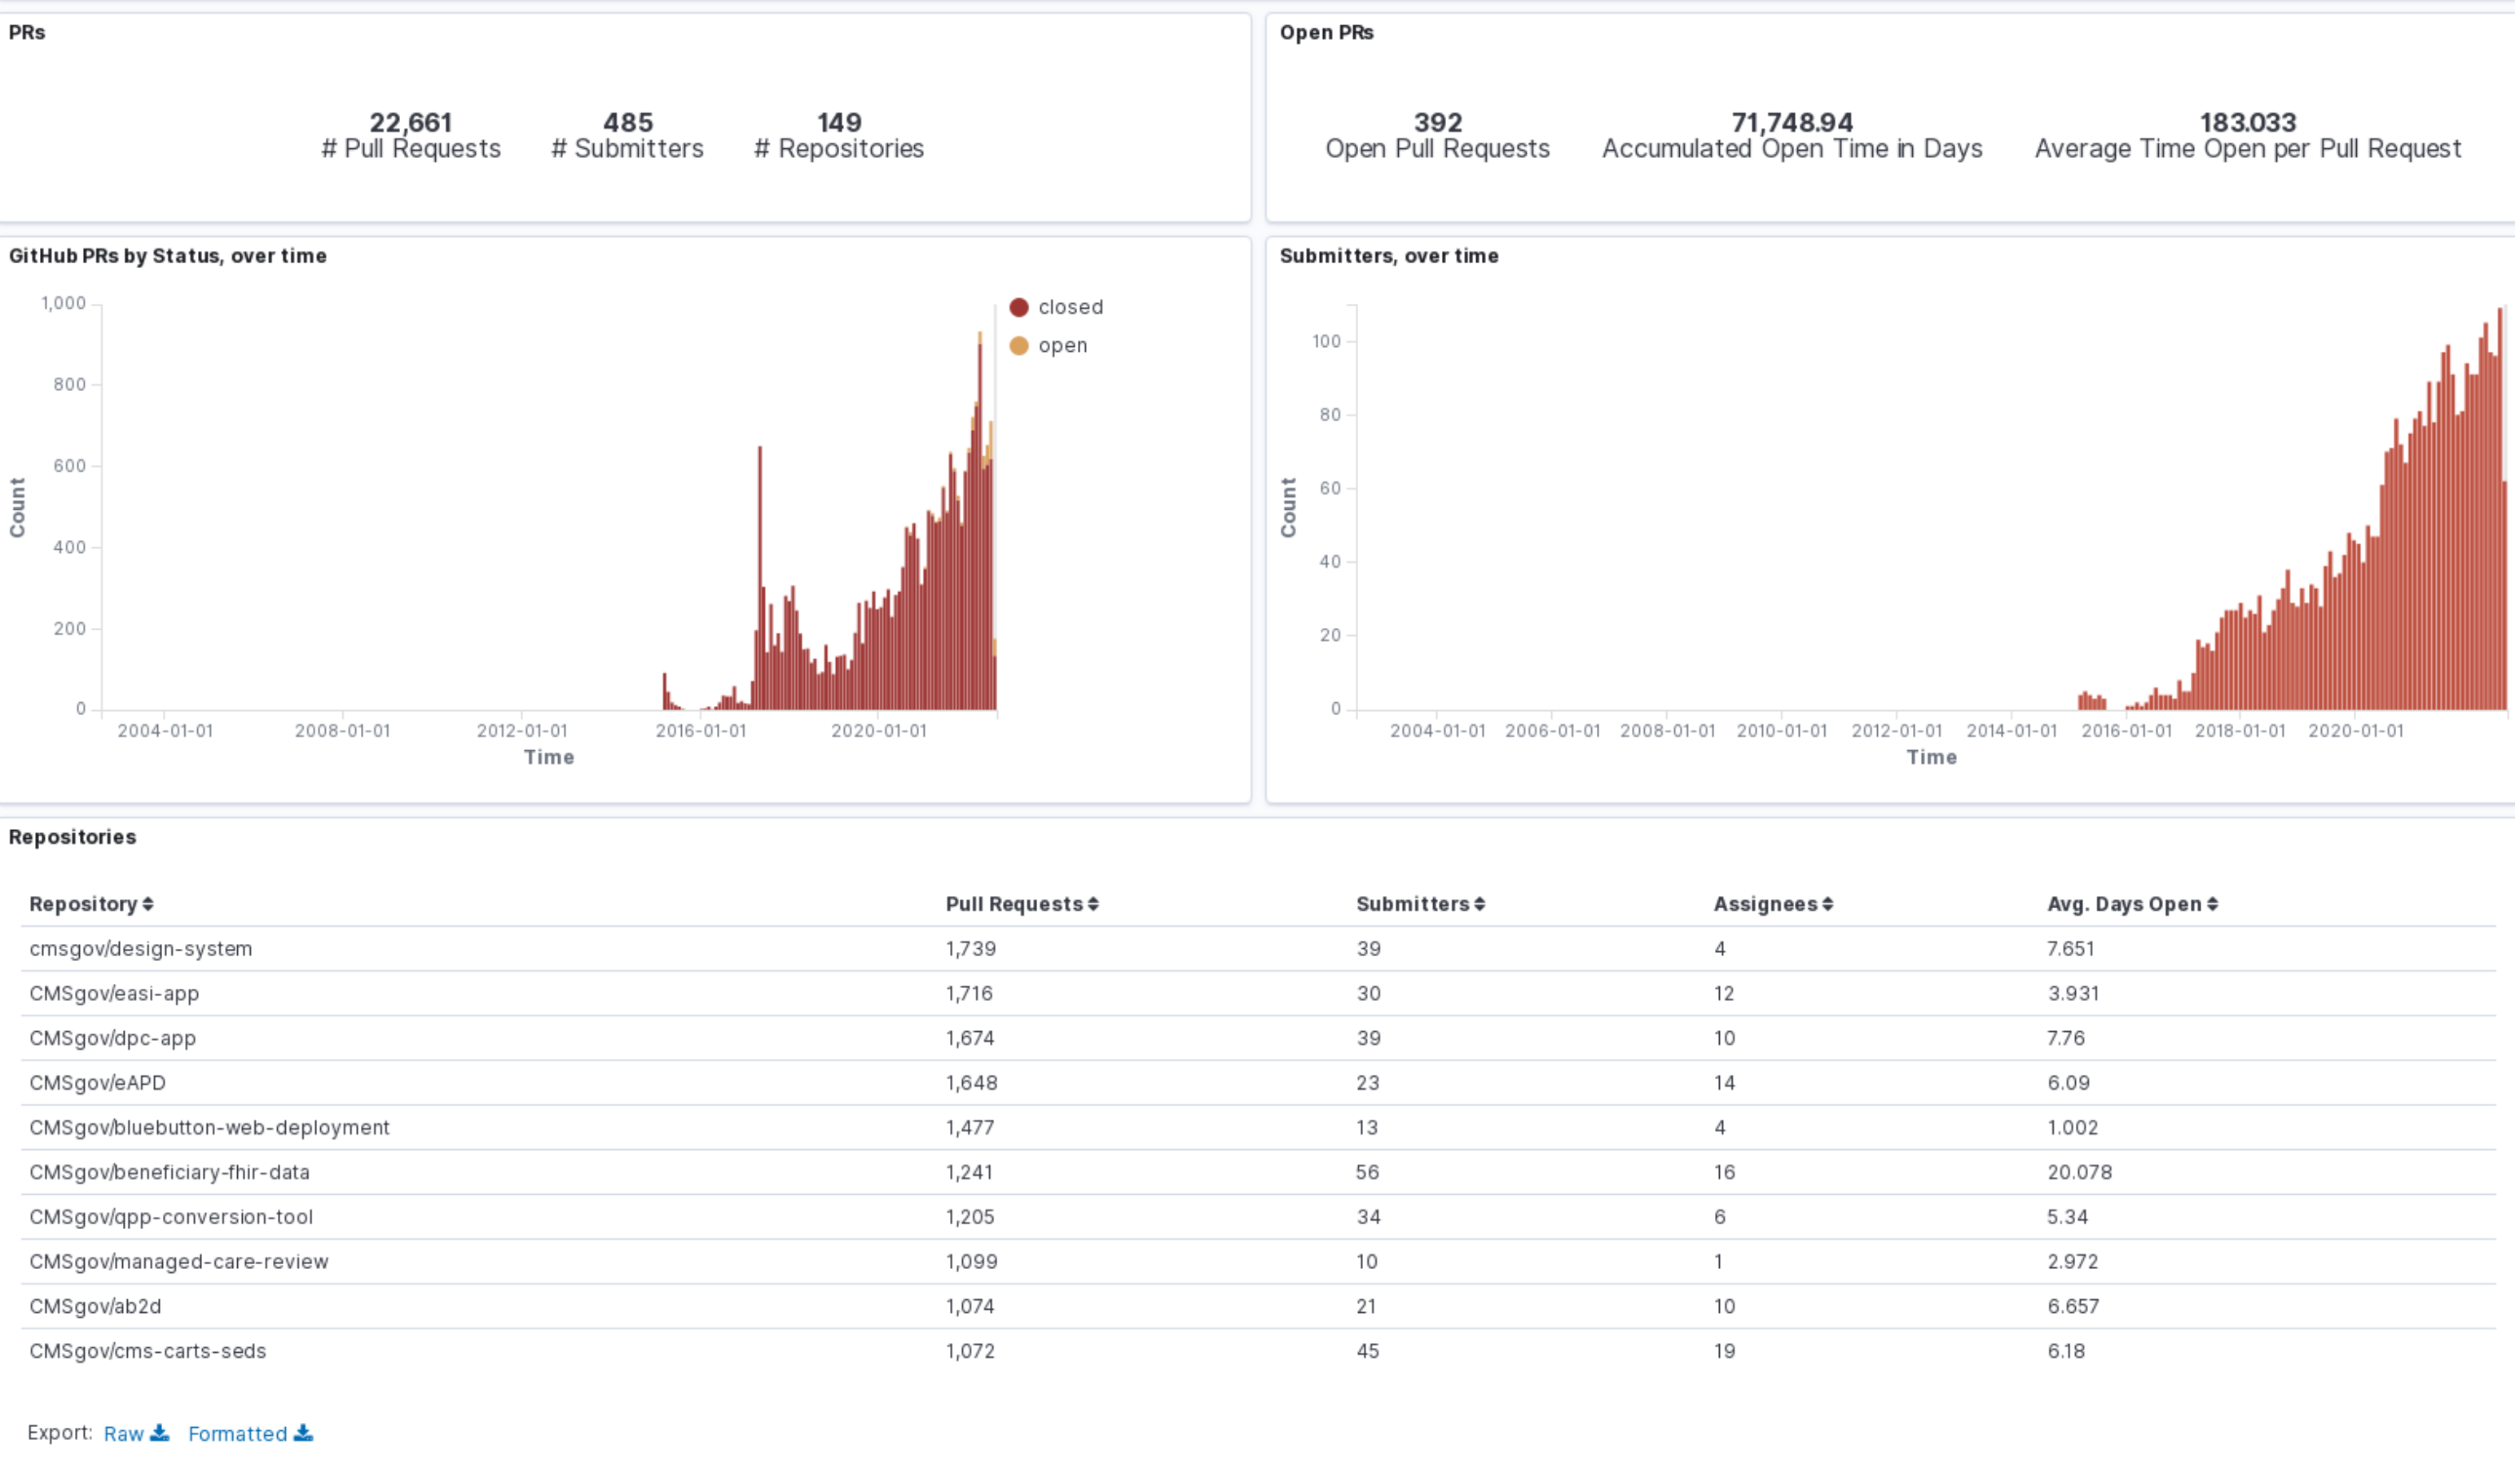 PRs
22,661 485 149
# Pull Requests # Submitters # Repositories
Open PRs
392 71,748.94 183.033
Open Pull Requests Accumulated Open Time in Days Average Time Open per Pull Request
GitHub PRs by Status, over time
1,000
800
600
400
200
0
Count
2004-01-01 2008-01-01 2012-01-01 2016-01-01 2020-01-01
Time
closed
open
Submitters, over time
100
80
60
40
20
0
Count
2004-01-01 2006-01-01 2008-01-01 2010-01-01 2012-01-01 2014-01-01 2016-01-01 2018-01-01 2020-01-01
Time
Repositories
Repository Pull Requests Submitters Assignees Avg. Days Open
cmsgov/design-system 1,739 39 4 7.651
CMSgov/easi-app 1,716 30 12 3.931
CMSgov/dpc-app 1,674 39 10 7.76
CMSgov/eAPD 1,648 23 14 6.09
CMSgov/bluebutton-web-deployment 1,477 13 4 1.002
CMSgov/beneficiary-fhir-data 1,241 56 16 20.078
CMSgov/qpp-conversion-tool 1,205 34 6 5.34
CMSgov/managed-care-review 1,099 10 1 2.972
CMSgov/ab2d 1,074 21 10 6.657
CMSgov/cms-carts-seds 1,072 45 19 6.18
Export: Raw Formatted